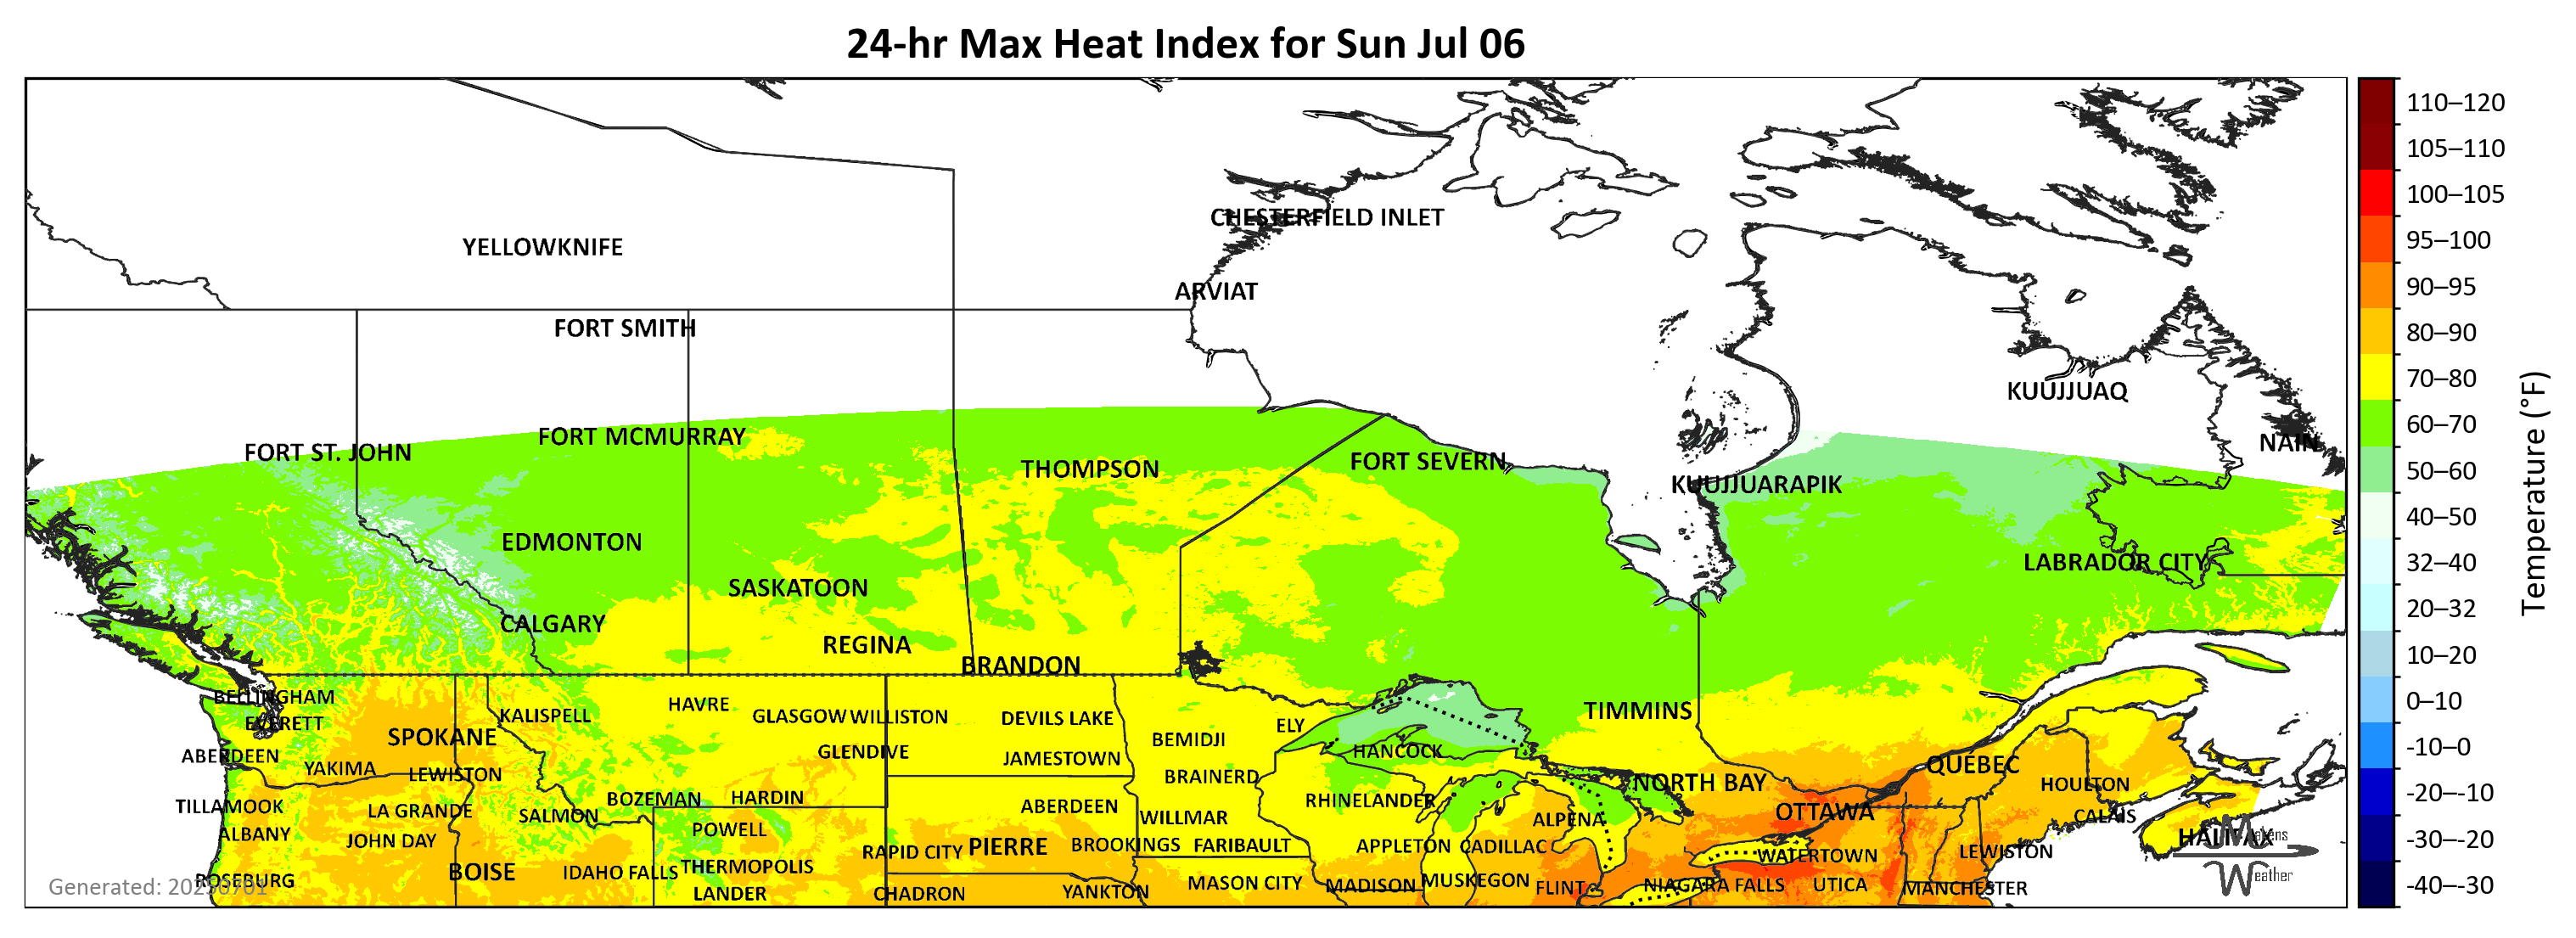 24-hr Max Heat Index for Sun Jul 06
YELLOWKNIFE
CHESTERFIELD INLET
ARVIAT
FORT SMITH
KUUJJUAQ
FORT ST. JOHN
FORT MCMURRAY
THOMPSON
FORT SEVERN
KUUJJUARAPIK
NAIN
EDMONTON
LABRADOR CITY
SASKATOON
CALGARY
REGINA
BRANDON
BELLINGHAM
EVERETT
KALISPELL
HAVRE
GLASGOW
WILLISTON
DEVILS LAKE
ELY
TIMMINS
SPOKANE
BEMIDJI
HANCOCK
ABERDEEN
YAKIMA
LEWISTON
GLENDIVE
JAMESTOWN
BRAINERD
NORTH BAY
QUÉBEC
HOULTON
TILLAMOOK
LA GRANDE
SALMON
BOZEMAN
HARDIN
ABERDEEN
WILLMAR
RHINELANDER
ALPENA
OTTAWA
CALAIS
ALBANY
JOHN DAY
POWELL
RAPID CITY
PIERRE
BROOKINGS
FARIBAULT
APPLETON
CADILLAC
WATERTOWN
LEWISTON
HALIFAX
ROSEBURG
BOISE
IDAHO FALLS
THERMOPOLIS
LANDER
CHADRON
YANKTON
MASON CITY
MADISON
MUSKEGON
FLINT
NIAGARA FALLS
UTICA
MANCHESTER
Weather
110–120
105–110
100–105
95–100
90–95
80–90
70–80
60–70
50–60
40–50
32–40
20–32
10–20
0–10
-10–0
-20–-10
-30–-20
-40–-30
Temperature (°F)
Generated: 20250701